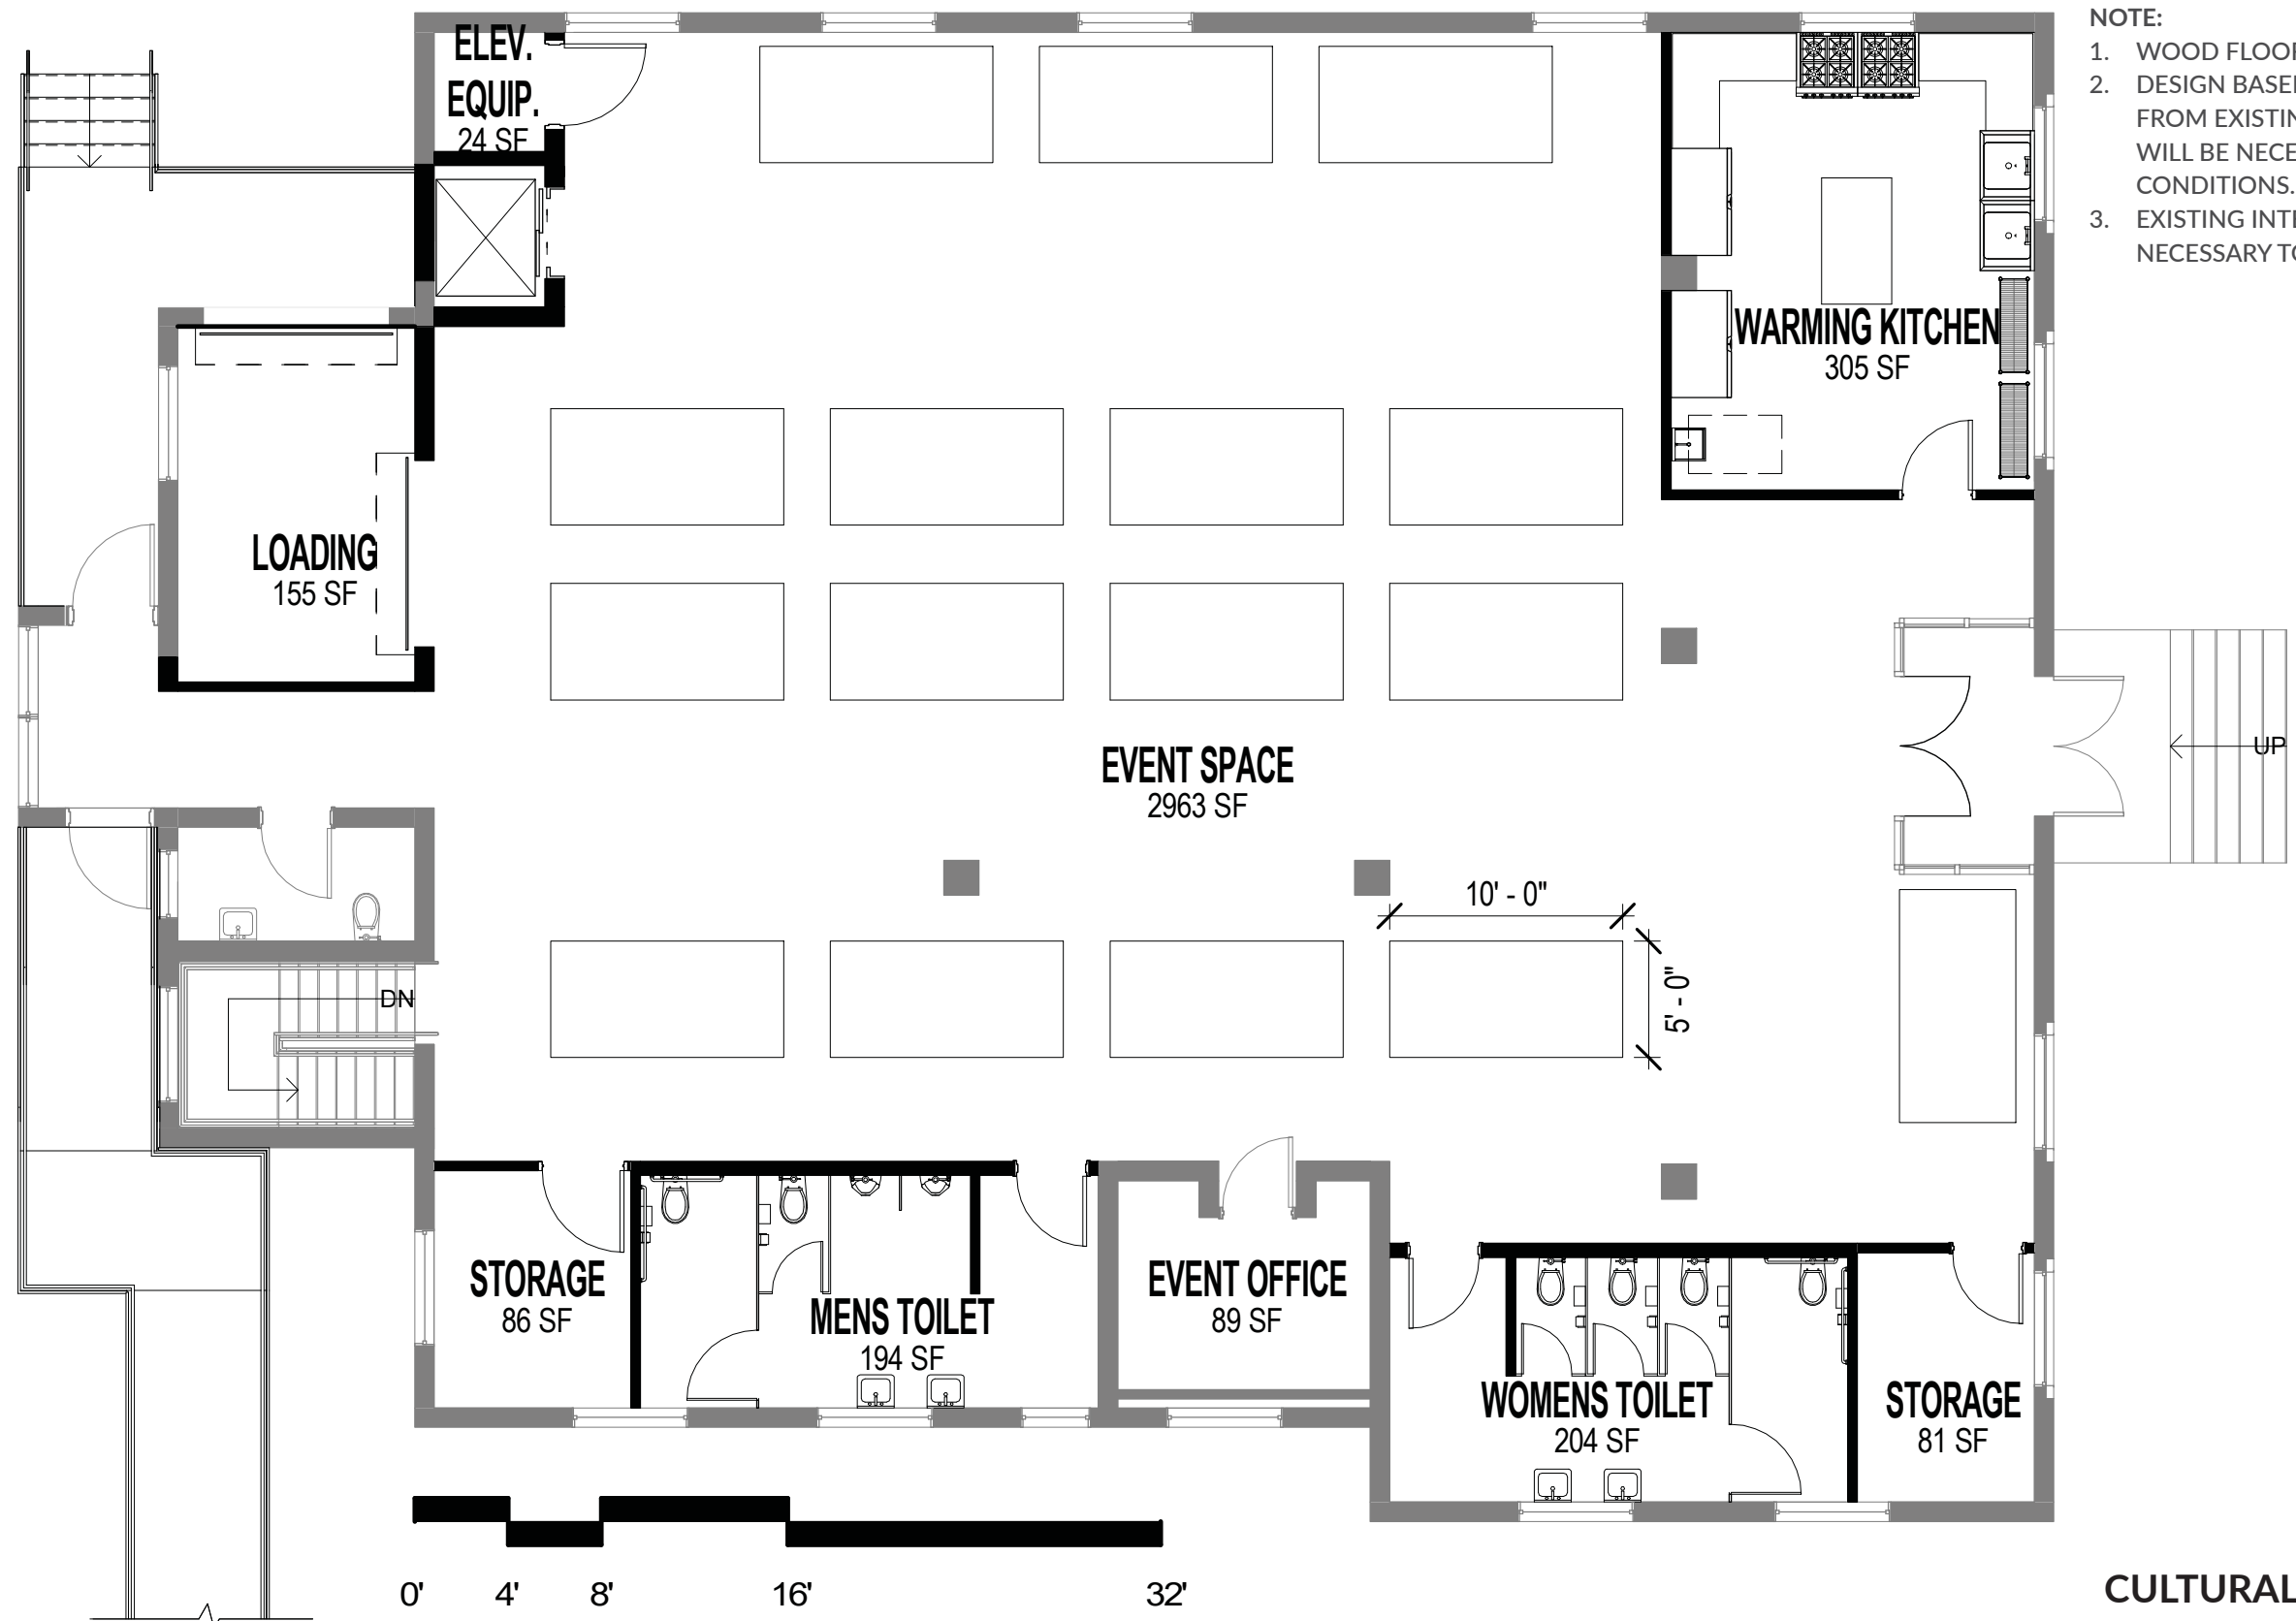 NOTE:
1. WOOD FLOOR
2. DESIGN BASE
FROM EXISTIN
WILL BE NECE
CONDITIONS.
3. EXISTING INT
NECESSARY TO
ELEV.
EQUIP.
24 SF
WARMING KITCHEN
305 SF
LOADING
155 SF
EVENT SPACE
2963 SF
UP
10' - 0"
5' - 0"
DN
STORAGE
86 SF
MENS TOILET
194 SF
EVENT OFFICE
89 SF
WOMENS TOILET
204 SF
STORAGE
81 SF
0' 4' 8' 16' 32'
CULTURAL